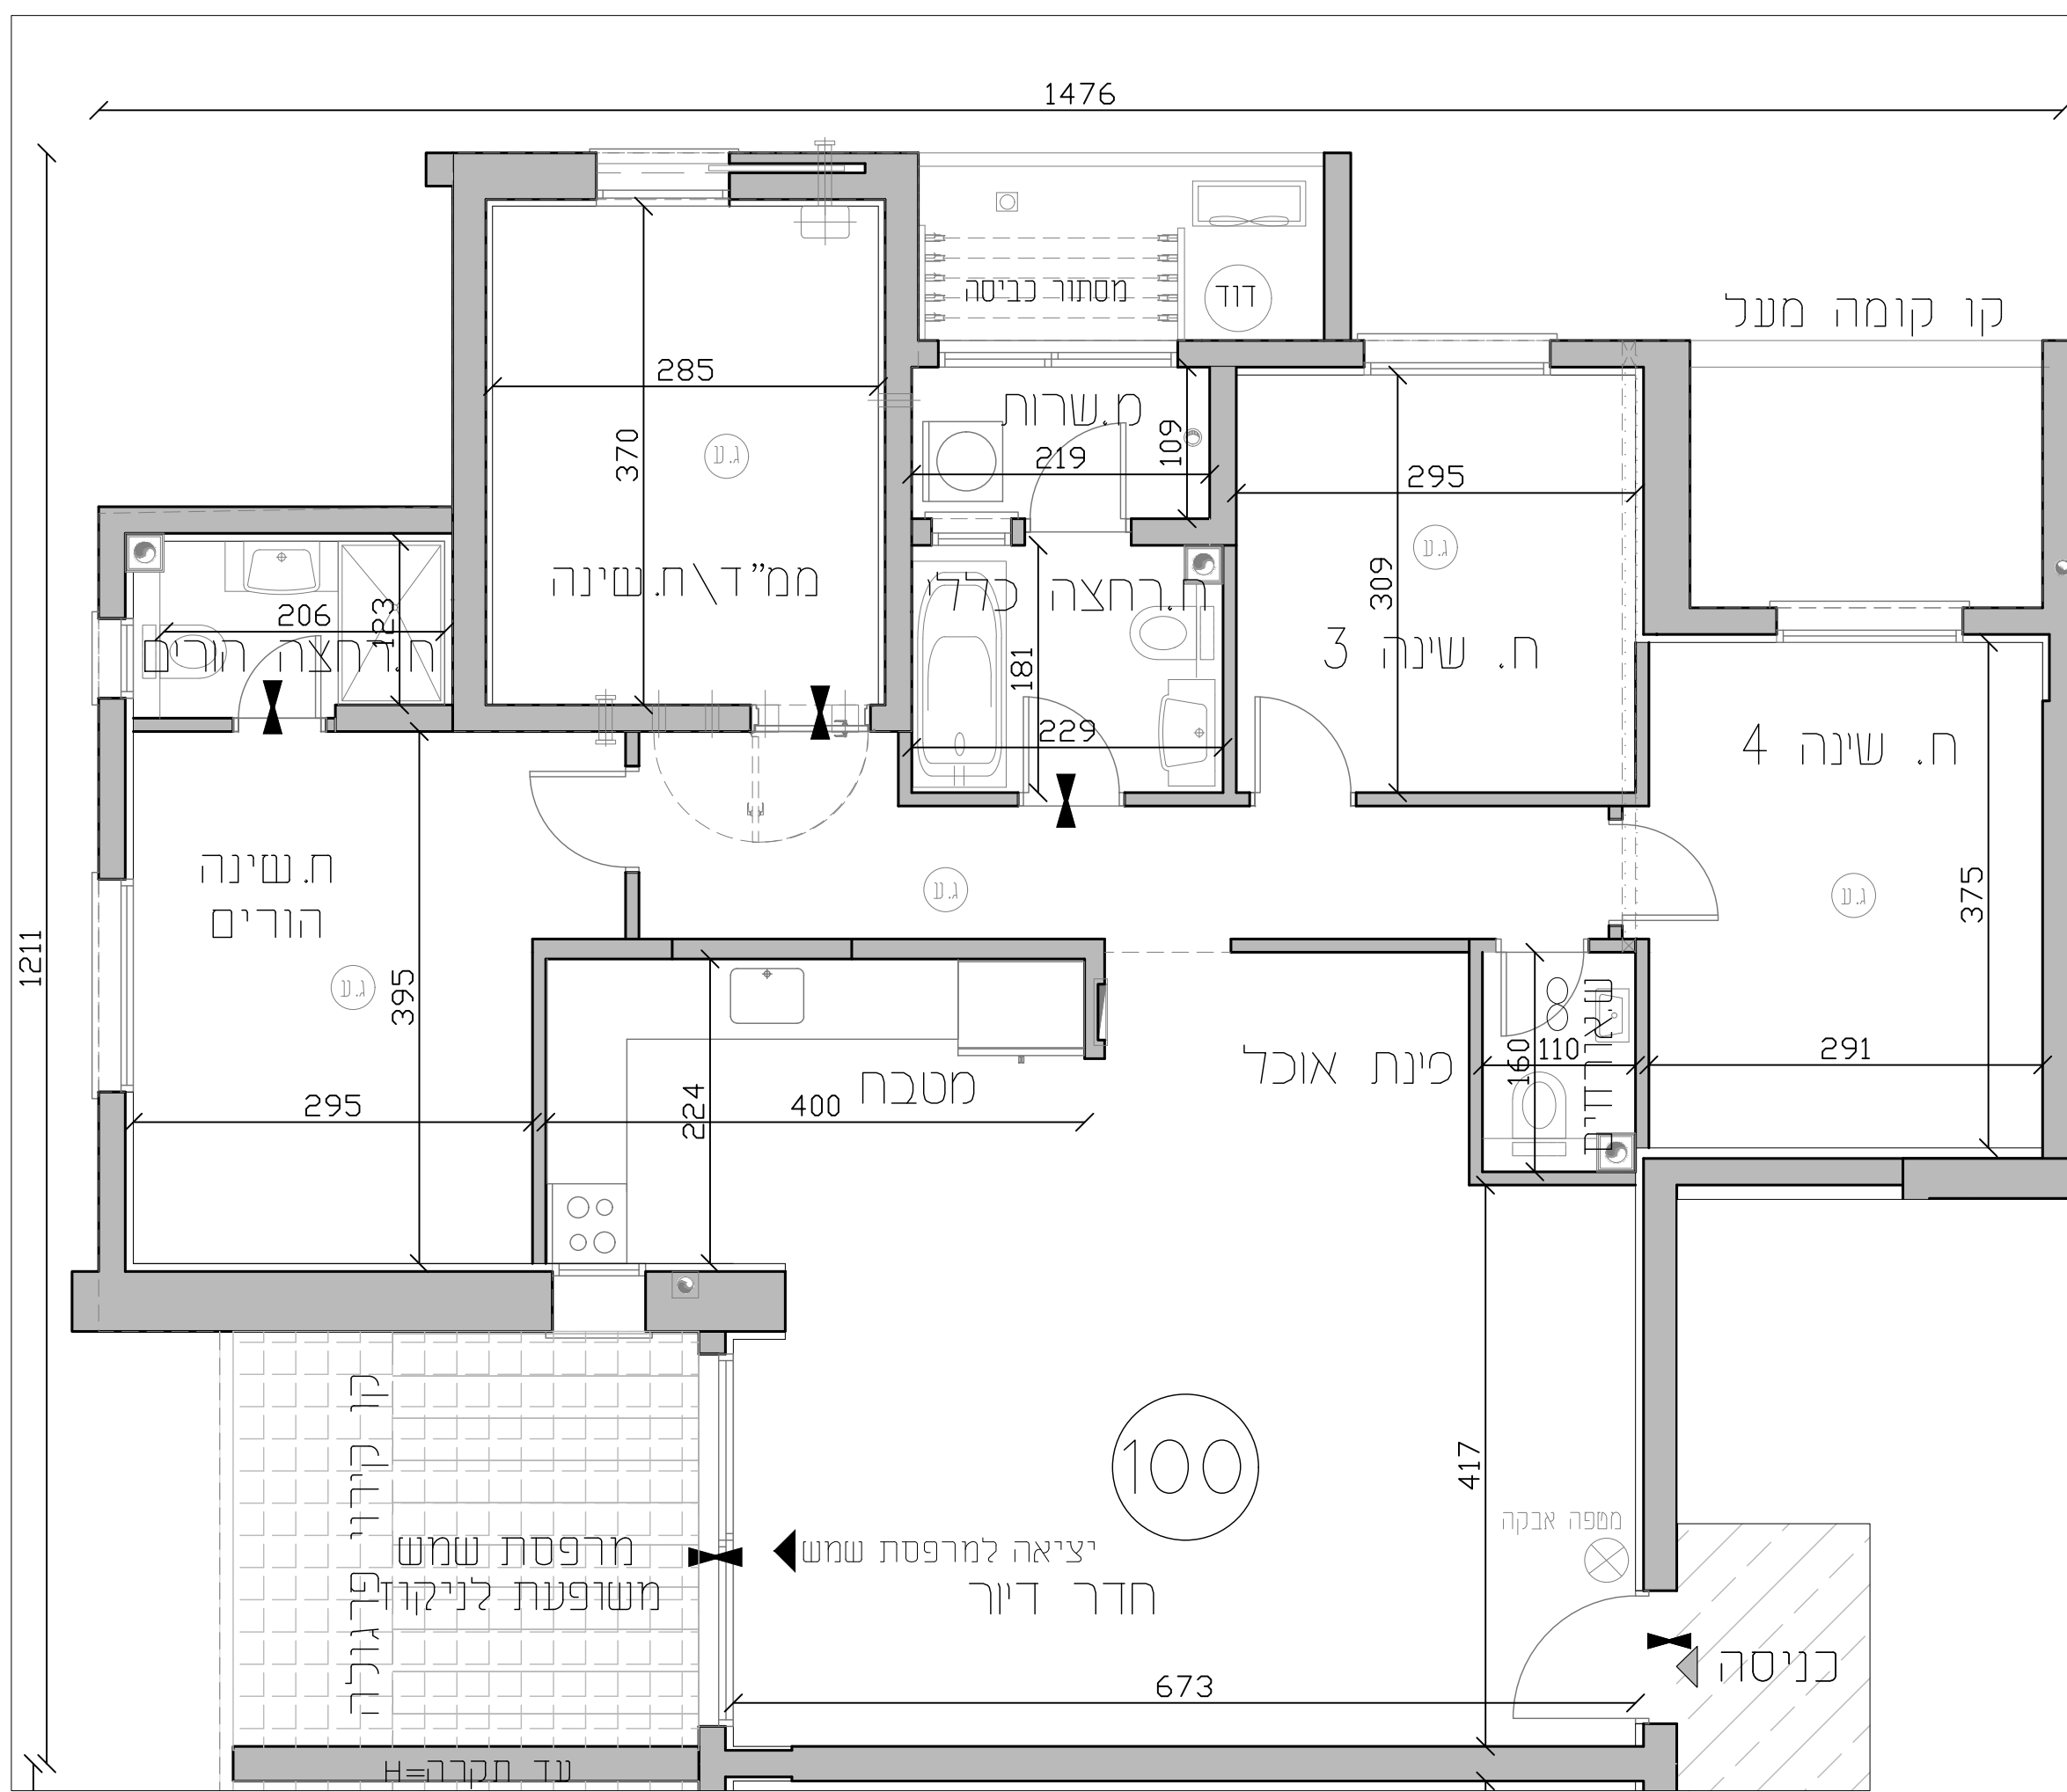 1476
1211
קו קומה מעל
מסתור כביסה
דוד
285
370
ג.ע
ממ"ד\ח.שינה
מ.שרות
219
109
295
309
ג.ע
ח. שינה 3
206
123
ח.רחצה הורים
ח.רחצה כללי
181
229
ח. שינה 4
ג.ע
375
291
ח.שינה
הורים
ג.ע
395
295
ג.ע
מטבח
224
400
פינת אוכל
160
110
ש.אורחים
100
417
מטפה אבקה
יציאה למרפסת שמש
חדר דיור
673
כניסה
קו קירוי פרגולה
מרפסת שמש
משופעת לניקוז
עד תקרה=H